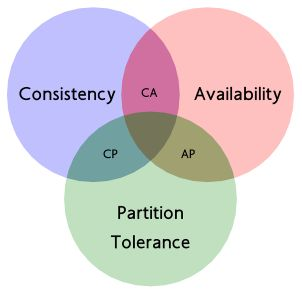 Consistency
CA
Availability
CP
AP
Partition
Tolerance